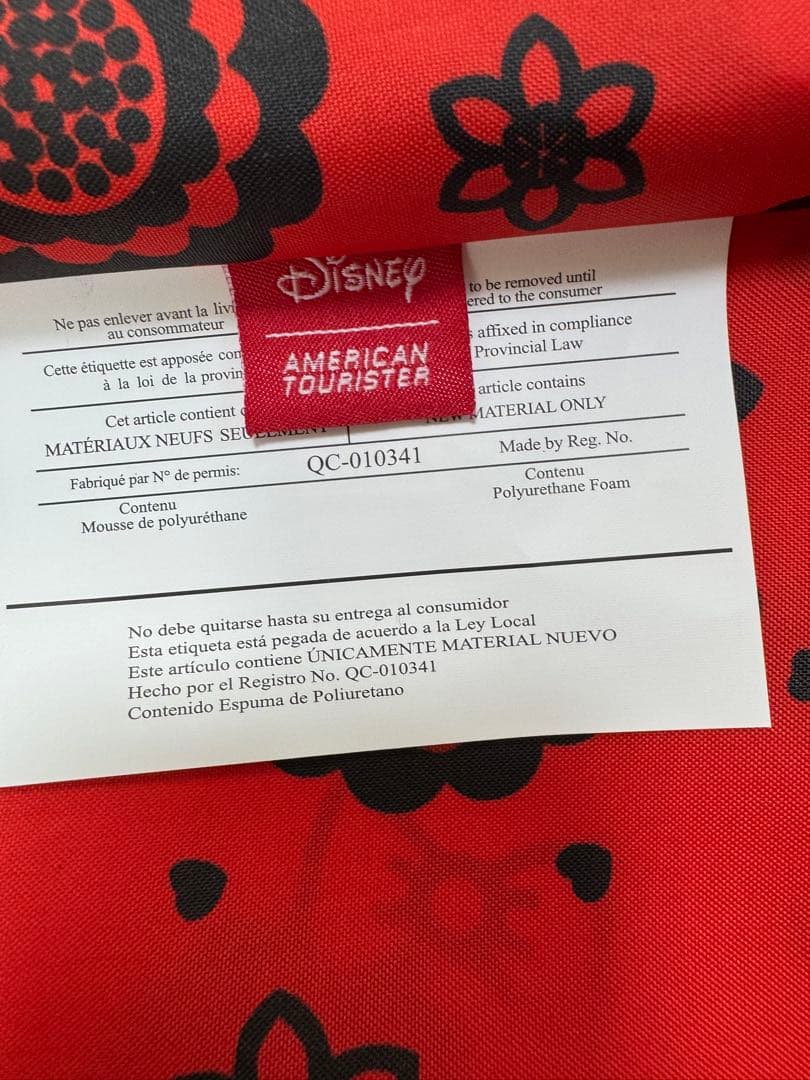 Disney
AMERICAN
TOURISTER
Ne pas enlever avant la livr
au consommateur
Cette étiquette est apposée con
à la loi de la provin
Cet article contient
MATÉRIAUX NEUFS SEULEMENT
Fabriqué par N° de permis:
QC-010341
Contenu
Mousse de polyuréthane
to be removed until
ered to the consumer
affixed in compliance
Provincial Law
article contains
NEW MATERIAL ONLY
Made by Reg. No.
Contenu
Polyurethane Foam
No debe quitarse hasta su entrega al consumidor
Esta etiqueta está pegada de acuerdo a la Ley Local
Este artículo contiene ÚNICAMENTE MATERIAL NUEVO
Hecho por el Registro No. QC-010341
Contenido Espuma de Poliuretano